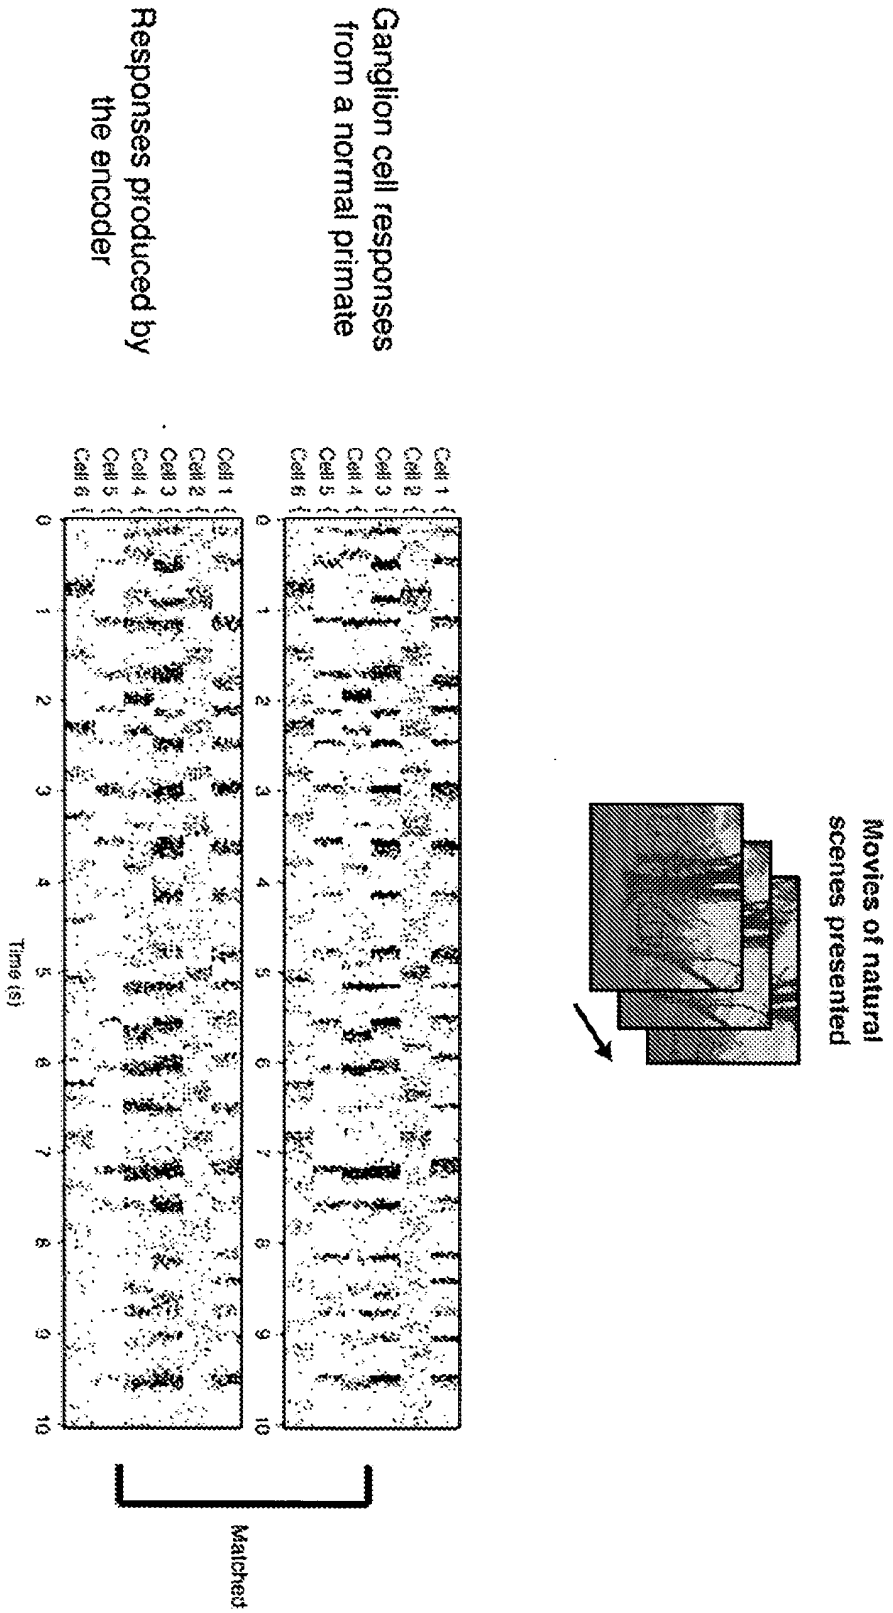 Movies of natural
scenes presented
Ganglion cell responses
from a normal primate
Cell 1
Cell 2
Cell 3
Cell 4
Cell 5
Cell 6
0 1 2 3 4 5 6 7 8 9 10
Responses produced by
the encoder
Cell 1
Cell 2
Cell 3
Cell 4
Cell 5
Cell 6
0 1 2 3 4 5 6 7 8 9 10
Time (s)
Matched